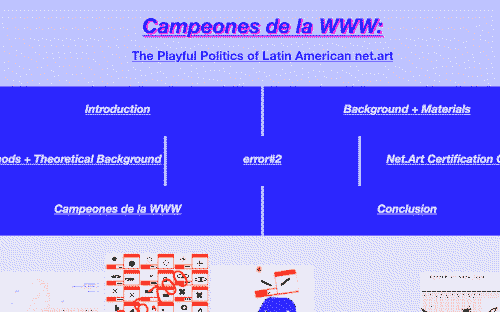 Campeones de la WWW:
The Playful Politics of Latin American net.art
Introduction
Background + Materials
ods + Theoretical Background
error#2
Net.Art Certification
Campeones de la WWW
Conclusion